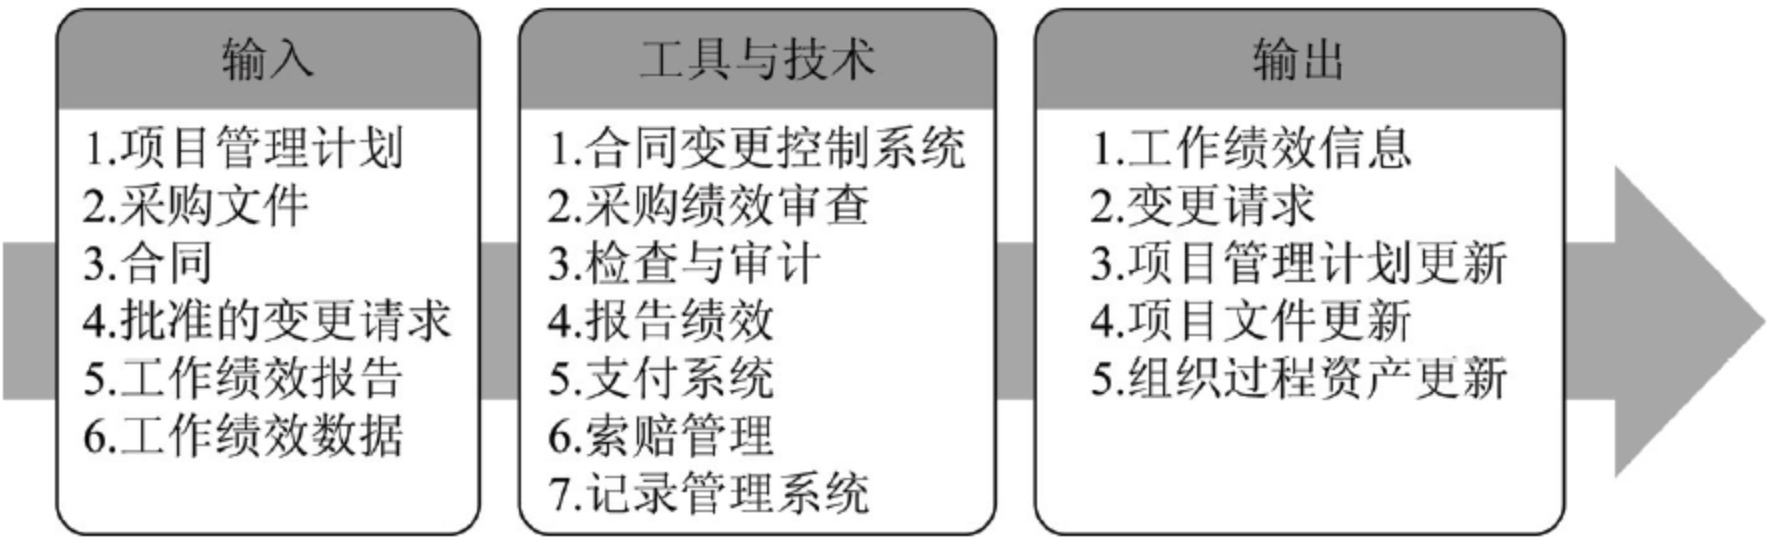 输入
1.项目管理计划
2.采购文件
3.合同
4.批准的变更请求
5.工作绩效报告
6.工作绩效数据
工具与技术
1.合同变更控制系统
2.采购绩效审查
3.检查与审计
4.报告绩效
5.支付系统
6.索赔管理
7.记录管理系统
输出
1.工作绩效信息
2.变更请求
3.项目管理计划更新
4.项目文件更新
5.组织过程资产更新